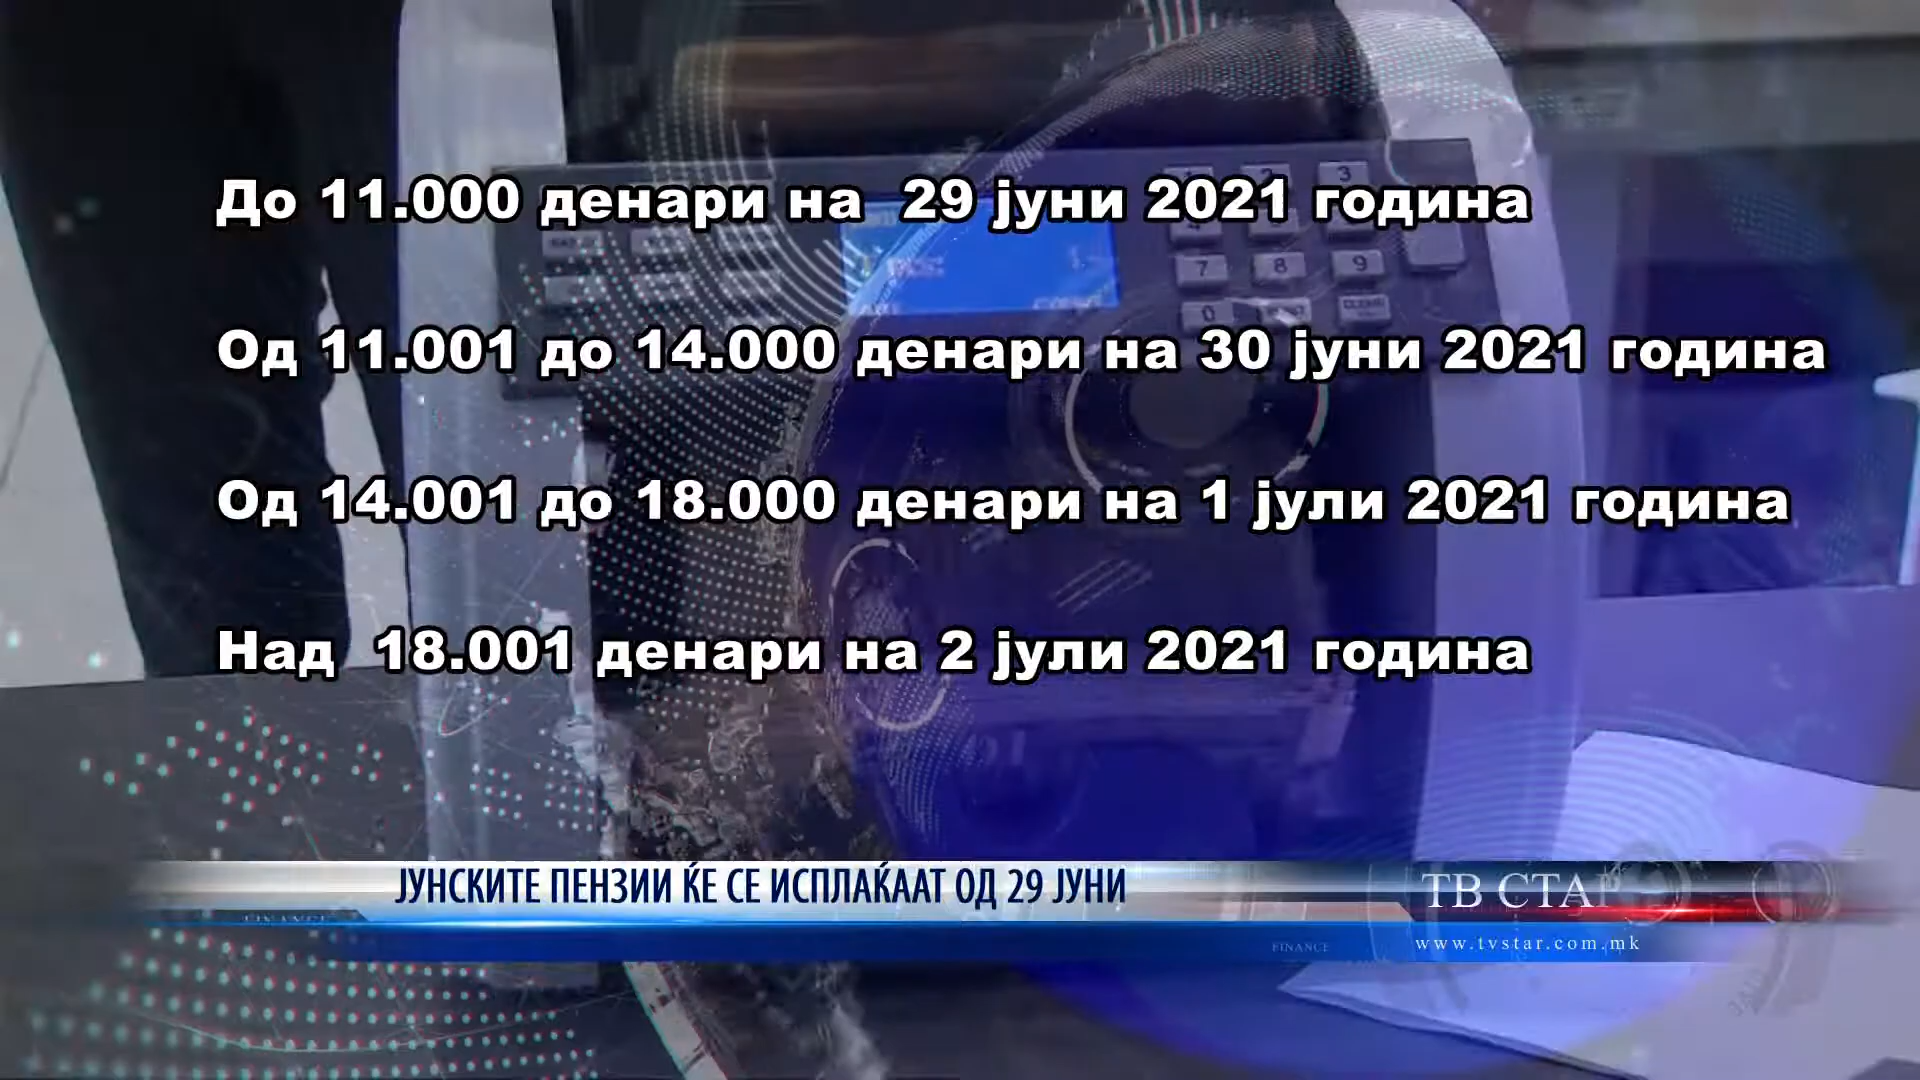 До 11.000 денари на 29 јуни 2021 година
Од 11.001 до 14.000 денари на 30 јуни 2021 година
Од 14.001 до 18.000 денари на 1 јули 2021 година
Над 18.001 денари на 2 јули 2021 година
ЈУНСКИТЕ ПЕНЗИИ ЌЕ СЕ ИСПЛАЌААТ ОД 29 ЈУНИ
ТВ СТАР
FINANCE
FINANCE
www.tvstar.com.mk